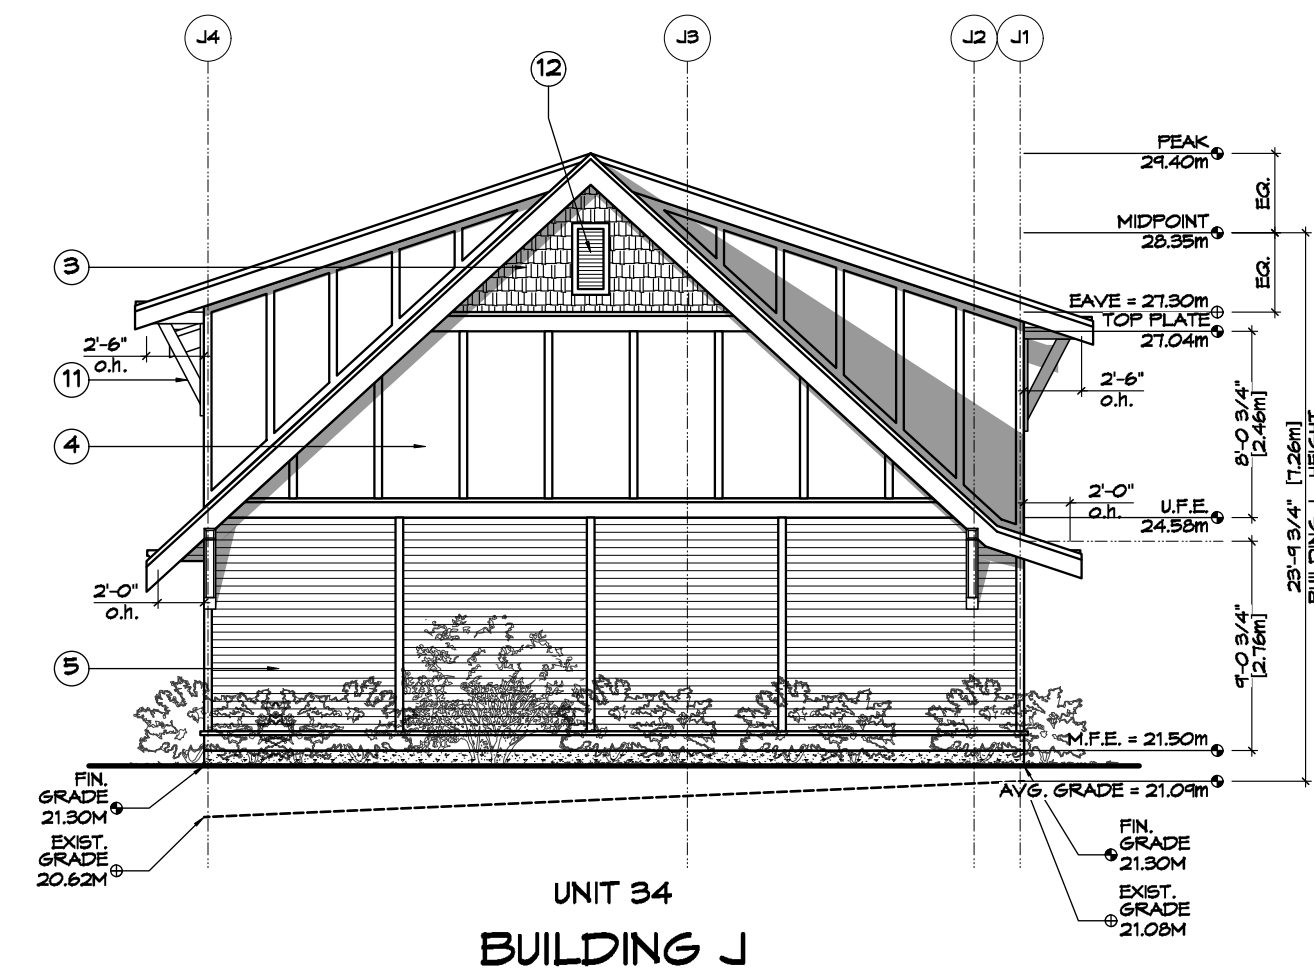 J4
J3
J2
J1
12
PEAK
29.40m
EQ.
MIDPOINT
28.35m
3
EQ.
EAVE = 27.30m
TOP PLATE
27.04m
2'-6"
o.h.
11
2'-6"
o.h.
8'-0 3/4"
[2.46m]
4
23'-9 3/4" [7.26m]
2'-0"
o.h.
U.F.E.
24.58m
2'-0"
o.h.
9'-0 3/4"
[2.76m]
5
M.F.E. = 21.50m
FIN.
GRADE
21.30M
AVG. GRADE = 21.09m
EXIST.
GRADE
20.62M
FIN.
GRADE
21.30M
EXIST.
GRADE
21.08M
UNIT 34
BUILDING J